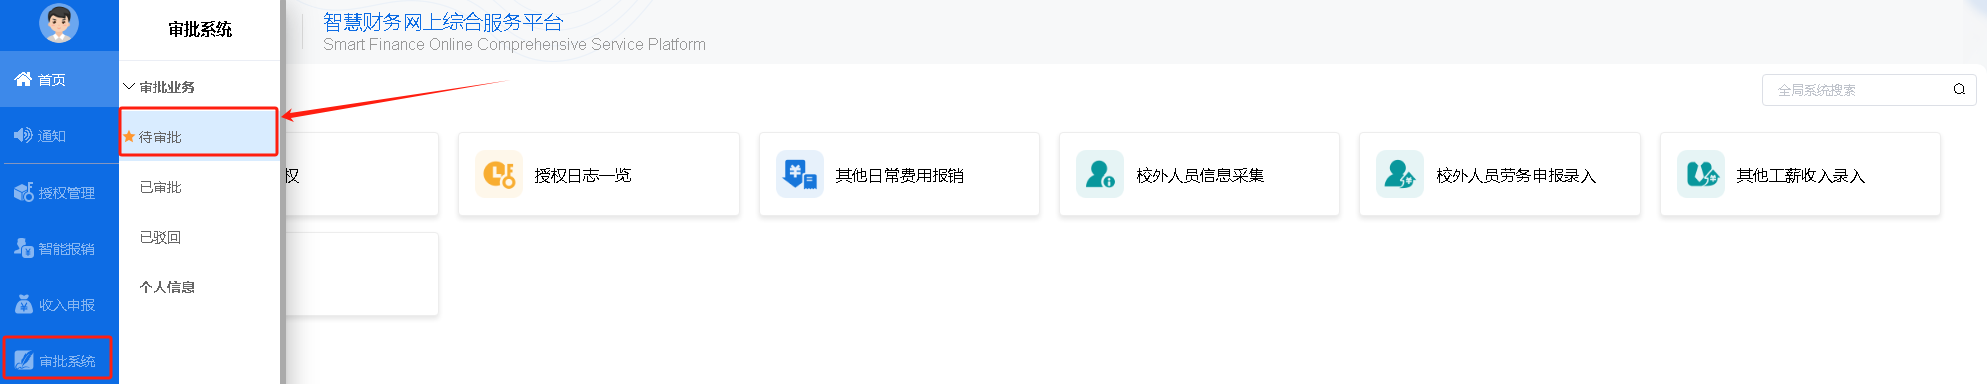 首页
通知
授权管理
智能报销
收入申报
审批系统
审批系统
审批业务
待审批
已审批
已驳回
个人信息
智慧财务网上综合服务平台
Smart Finance Online Comprehensive Service Platform
全局系统搜索
权
授权日志一览
其他日常费用报销
校外人员信息采集
校外人员劳务申报录入
其他工薪收入录入